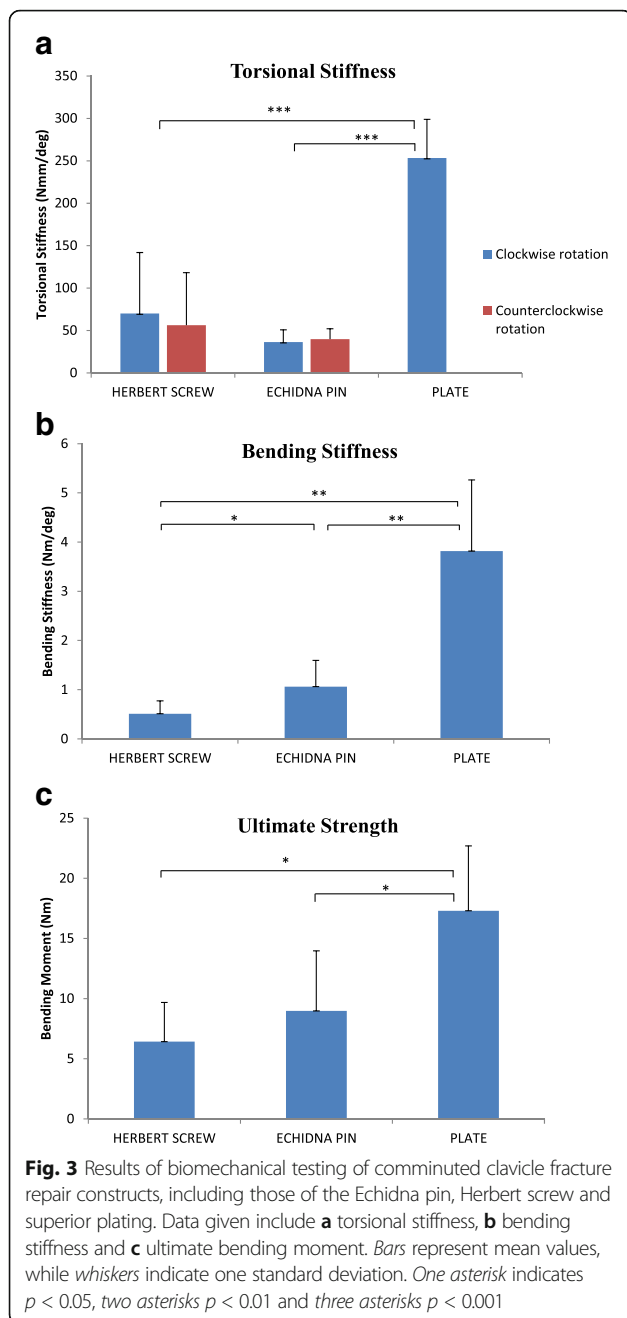 a
Torsional Stiffness
350
300
250
200
150
100
50
0
Torsional Stiffness (Nmm/deg)
***
***
Clockwise rotation
Counterclockwise
rotation
HERBERT SCREW ECHIDNA PIN PLATE
b
Bending Stiffness
6
5
4
3
2
1
0
Bending Stiffness (Nm/deg)
**
* **
HERBERT SCREW ECHIDNA PIN PLATE
c
Ultimate Strength
25
20
15
10
5
0
Bending Moment (Nm)
*
*
HERBERT SCREW ECHIDNA PIN PLATE
Fig. 3 Results of biomechanical testing of comminuted clavicle fracture
repair constructs, including those of the Echidna pin, Herbert screw and
superior plating. Data given include a torsional stiffness, b bending
stiffness and c ultimate bending moment. Bars represent mean values,
while whiskers indicate one standard deviation. One asterisk indicates
p < 0.05, two asterisks p < 0.01 and three asterisks p < 0.001